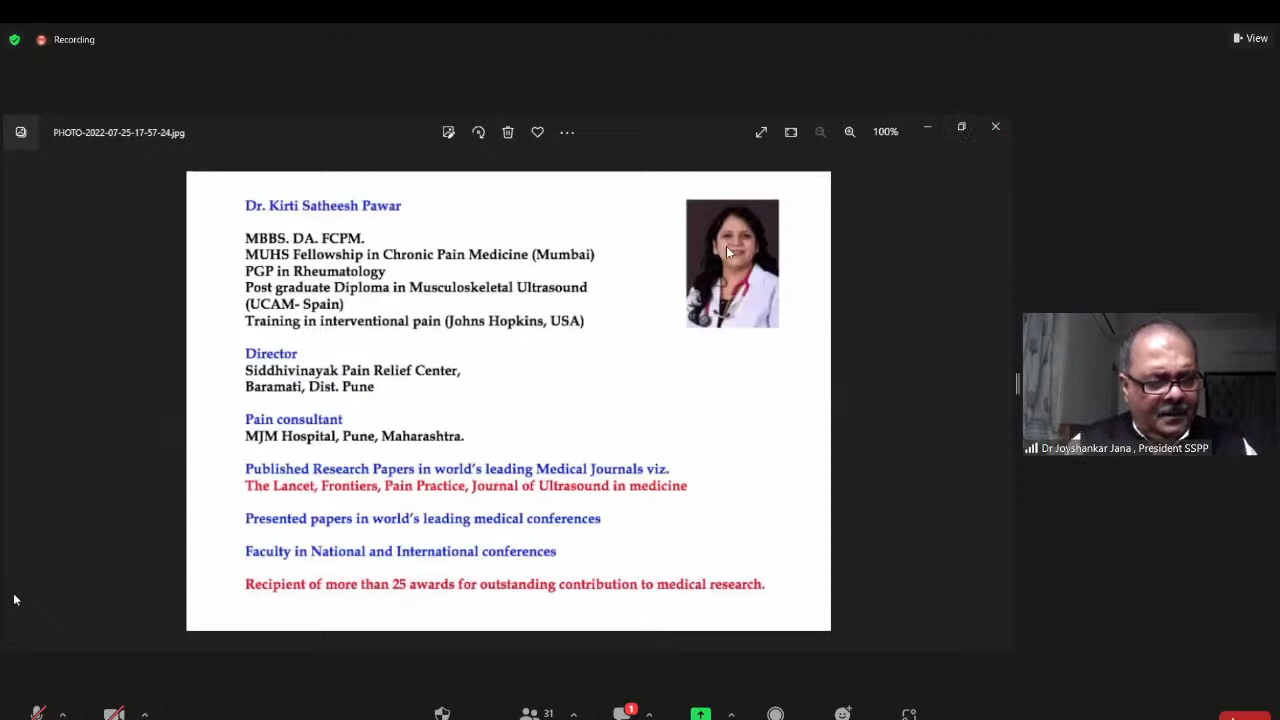 Recording
View
PHOTO-2022-07-25-17-57-24.jpg
100%
Dr. Kirti Satheesh Pawar
MBBS. DA. FCPM.
MUHS Fellowship in Chronic Pain Medicine (Mumbai)
PGP in Rheumatology
Post graduate Diploma in Musculoskeletal Ultrasound
(UCAM- Spain)
Training in interventional pain (Johns Hopkins, USA)
Director
Siddhivinayak Pain Relief Center,
Baramati, Dist. Pune
Pain consultant
MJM Hospital, Pune, Maharashtra.
Published Research Papers in world's leading Medical Journals viz.
The Lancet, Frontiers, Pain Practice, Journal of Ultrasound in medicine
Presented papers in world's leading medical conferences
Faculty in National and International conferences
Recipient of more than 25 awards for outstanding contribution to medical research.
Dr Joyshankar Jana , President SSPP
31
1